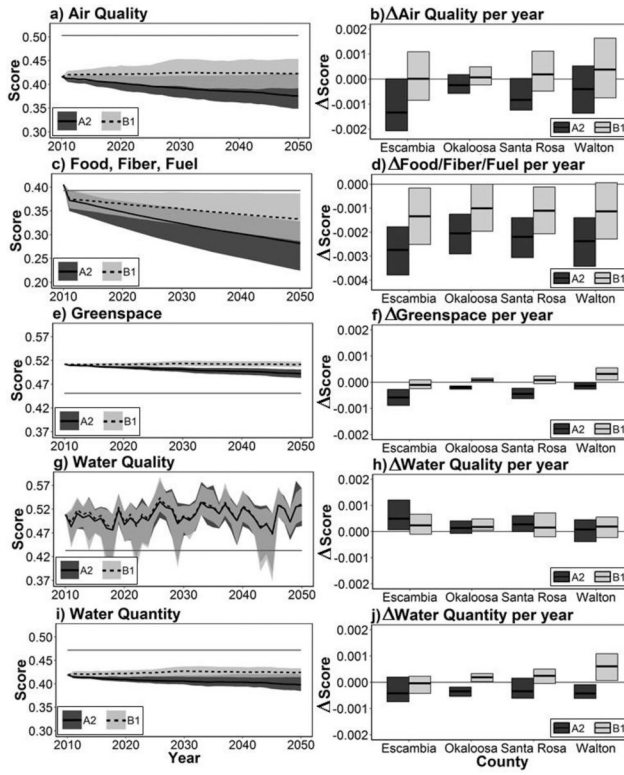 a) Air Quality
Score
0.50
0.45
0.40
0.35
0.30
A2 B1
2010 2020 2030 2040 2050
b) ΔAir Quality per year
ΔScore
0.002
0.001
0.000
-0.001
-0.002
A2 B1
Escambia Okaloosa Santa Rosa Walton
c) Food, Fiber, Fuel
Score
0.40
0.35
0.30
0.25
0.20
A2 B1
2010 2020 2030 2040 2050
d) ΔFood/Fiber/Fuel per year
ΔScore
0.000
-0.001
-0.002
-0.003
-0.004
A2 B1
Escambia Okaloosa Santa Rosa Walton
e) Greenspace
Score
0.57
0.52
0.47
0.42
0.37
A2 B1
2010 2020 2030 2040 2050
f) ΔGreenspace per year
ΔScore
0.002
0.001
0.000
-0.001
-0.002
A2 B1
Escambia Okaloosa Santa Rosa Walton
g) Water Quality
Score
0.57
0.52
0.47
0.42
0.37
A2 B1
2010 2020 2030 2040 2050
h) ΔWater Quality per year
ΔScore
0.002
0.001
0.000
-0.001
-0.002
A2 B1
Escambia Okaloosa Santa Rosa Walton
i) Water Quantity
Score
0.50
0.45
0.40
0.35
0.30
A2 B1
2010 2020 2030 2040 2050
Year
j) ΔWater Quantity per year
ΔScore
0.002
0.001
0.000
-0.001
-0.002
A2 B1
Escambia Okaloosa Santa Rosa Walton
County